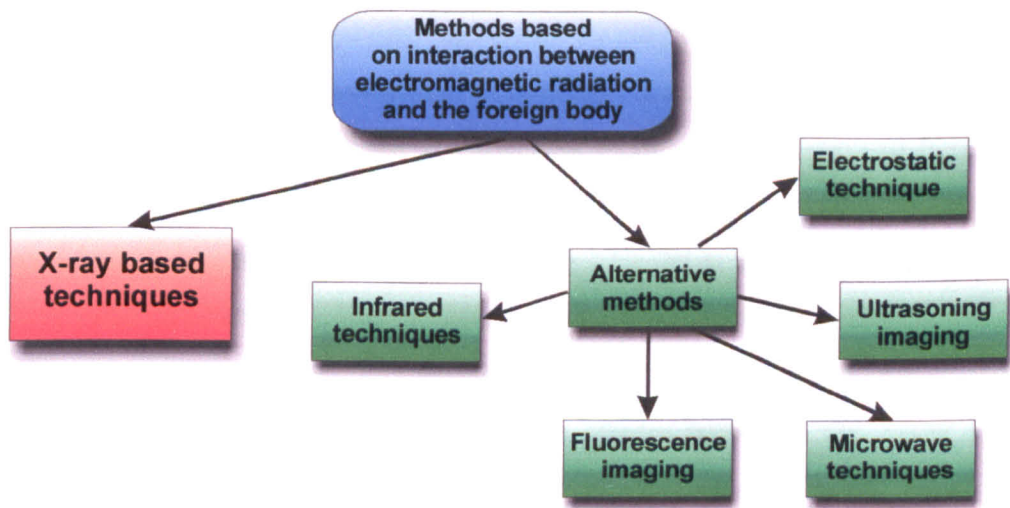 Methods based
on interaction between
electromagnetic radiation
and the foreign body
Electrostatic
technique
X-ray based
techniques
Alternative
methods
Infrared
techniques
Ultrasoning
imaging
Fluorescence
imaging
Microwave
techniques